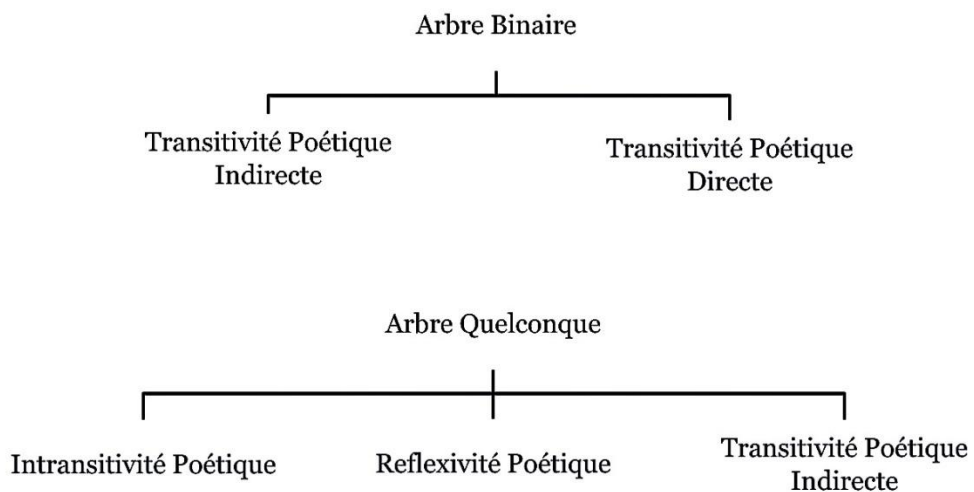 Arbre Binaire
Transitivité Poétique
Indirecte
Transitivité Poétique
Directe
Arbre Quelconque
Intransitivité Poétique
Reflexivité Poétique
Transitivité Poétique
Indirecte